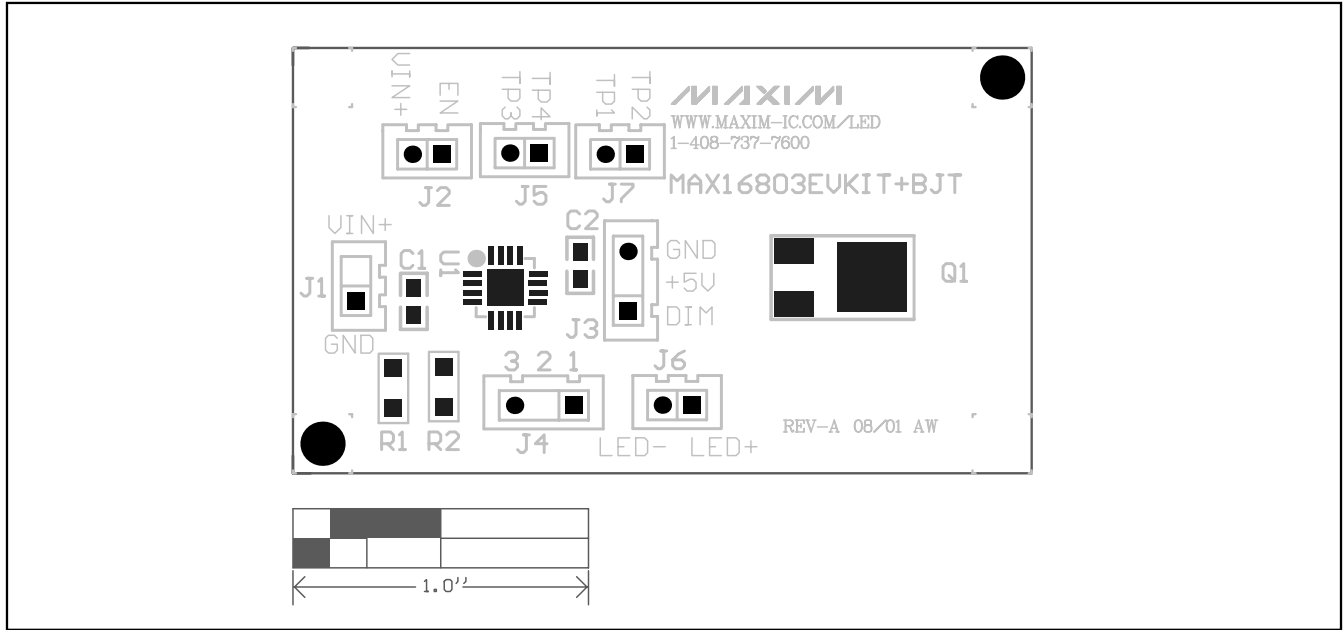 VIN+
EN
TP3
TP4
TP1
TP2
MAXIM
WWW.MAXIM-IC.COM/LED
1-408-737-7600
MAX16803EVKIT+BJT
J2
J5
J7
VIN+
C1
U1
C2
GND
+5V
DIM
Q1
J1
J3
GND
3 2 1
J6
R1
R2
J4
LED-
LED+
REV-A 08/01 AW
1.0''